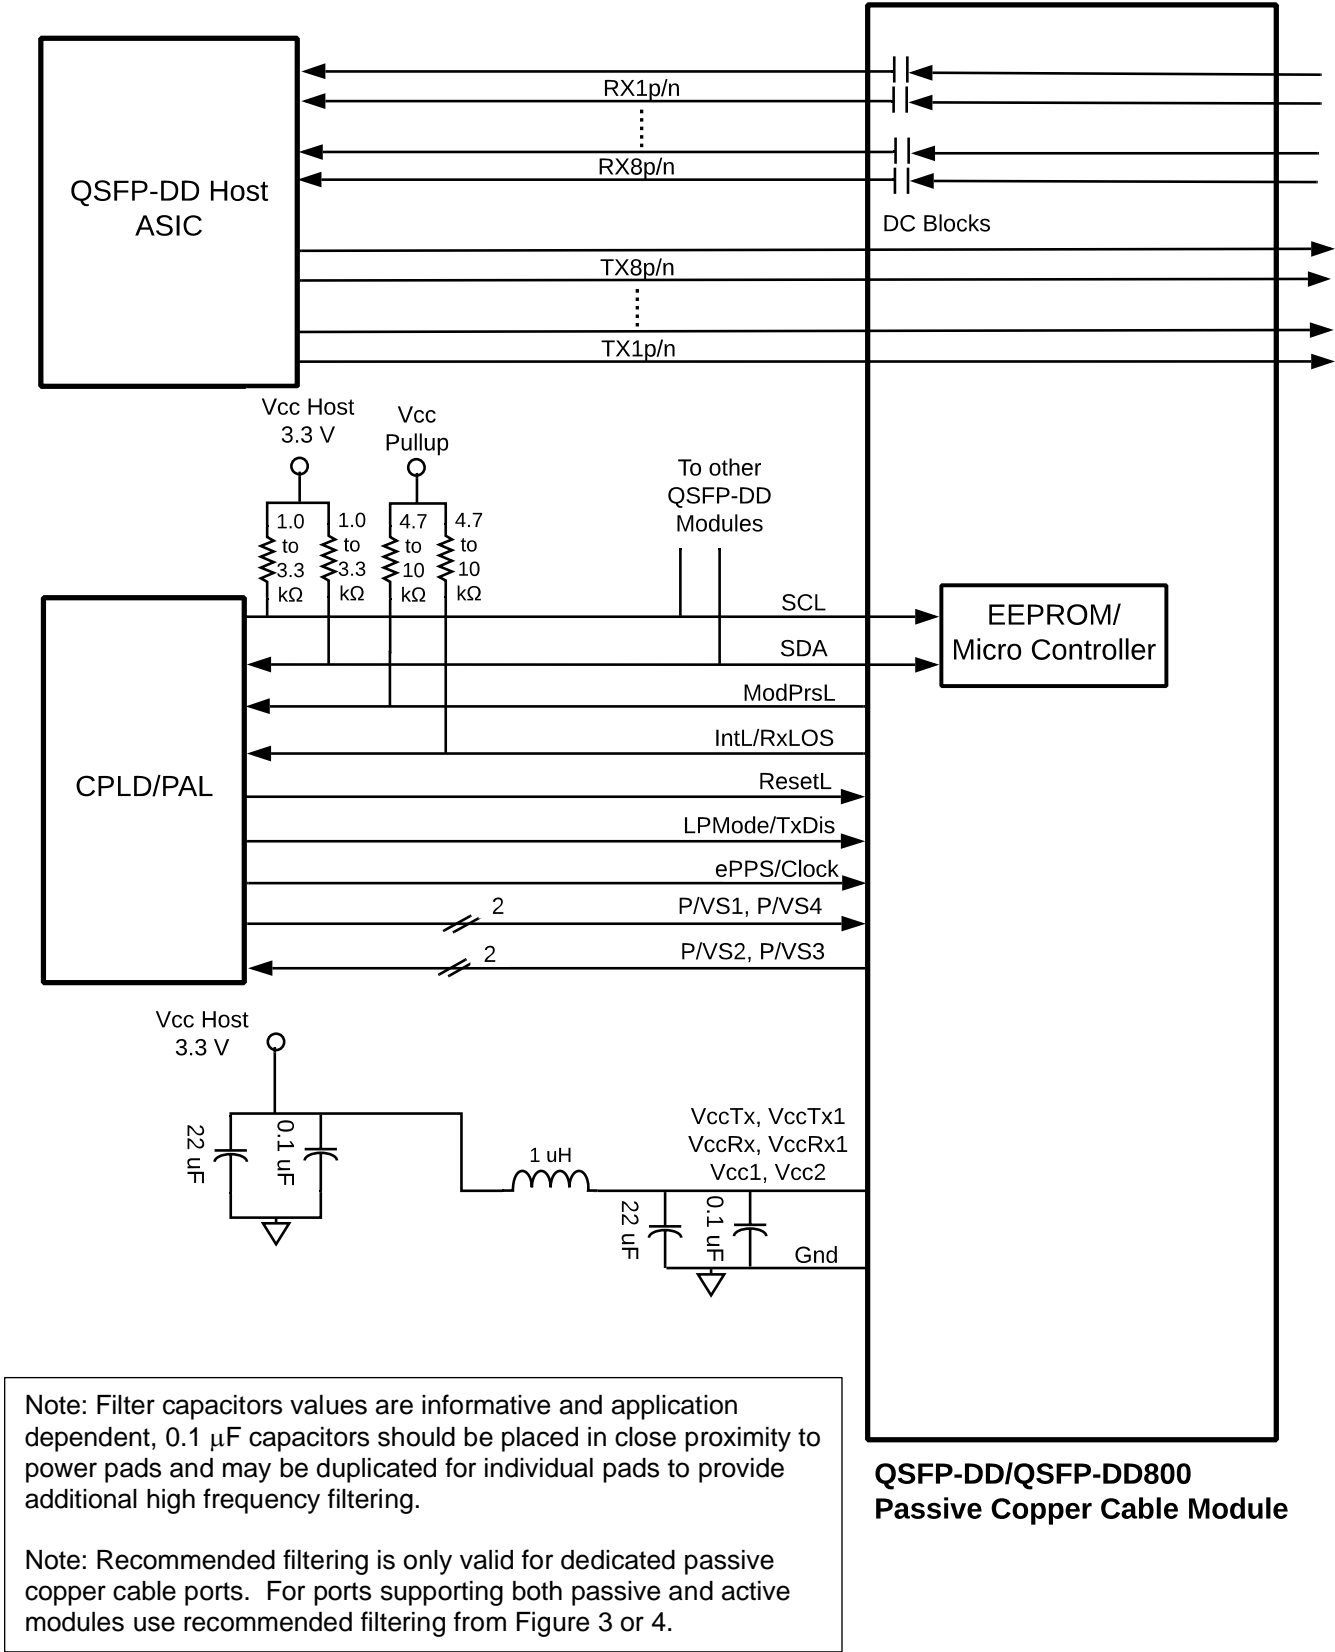 RX1p/n
RX8p/n
QSFP-DD Host
ASIC
DC Blocks
TX8p/n
TX1p/n
Vcc Host
3.3 V
Vcc
Pullup
To other
QSFP-DD
Modules
1.0
to
3.3
kΩ
1.0
to
3.3
kΩ
4.7
to
10
kΩ
4.7
to
10
kΩ
SCL
SDA
EEPROM/
Micro Controller
ModPrsL
IntL/RxLOS
CPLD/PAL
ResetL
LPMode/TxDis
ePPS/Clock
2
P/VS1, P/VS4
2
P/VS2, P/VS3
Vcc Host
3.3 V
22 uF
0.1 uF
1 uH
VccTx, VccTx1
VccRx, VccRx1
Vcc1, Vcc2
22 uF
0.1 uF
Gnd
Note: Filter capacitors values are informative and application
dependent, 0.1 μF capacitors should be placed in close proximity to
power pads and may be duplicated for individual pads to provide
additional high frequency filtering.
Note: Recommended filtering is only valid for dedicated passive
copper cable ports.  For ports supporting both passive and active
modules use recommended filtering from Figure 3 or 4.
QSFP-DD/QSFP-DD800
Passive Copper Cable Module